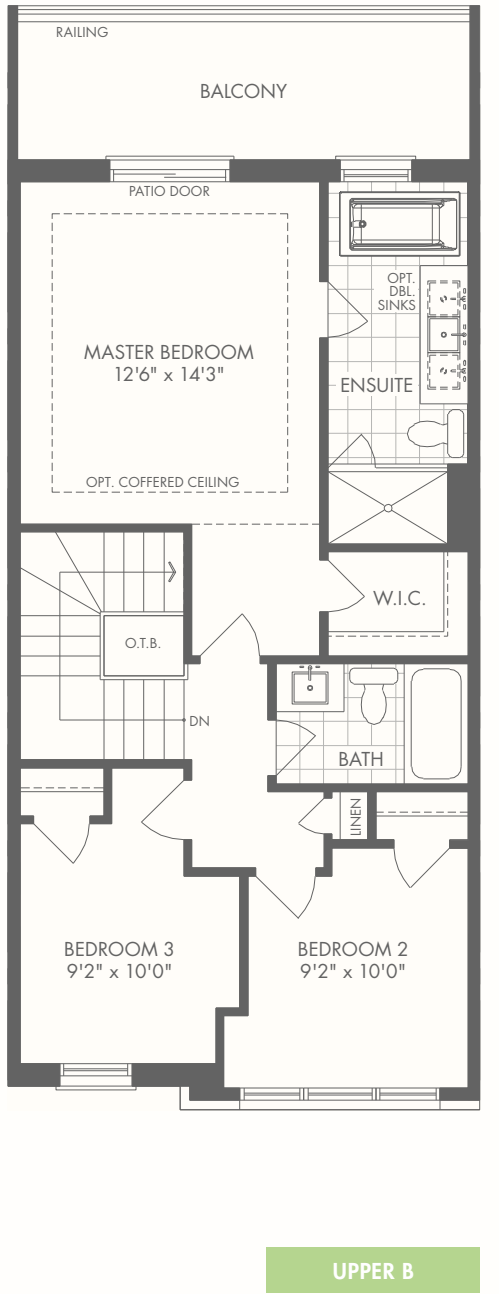 RAILING
BALCONY
PATIO DOOR
OPT.
DBL.
SINKS
MASTER BEDROOM
12'6" x 14'3"
ENSUITE
OPT. COFFERED CEILING
W.I.C.
O.T.B.
DN
BATH
LINEN
BEDROOM 3
9'2" x 10'0"
BEDROOM 2
9'2" x 10'0"
UPPER B